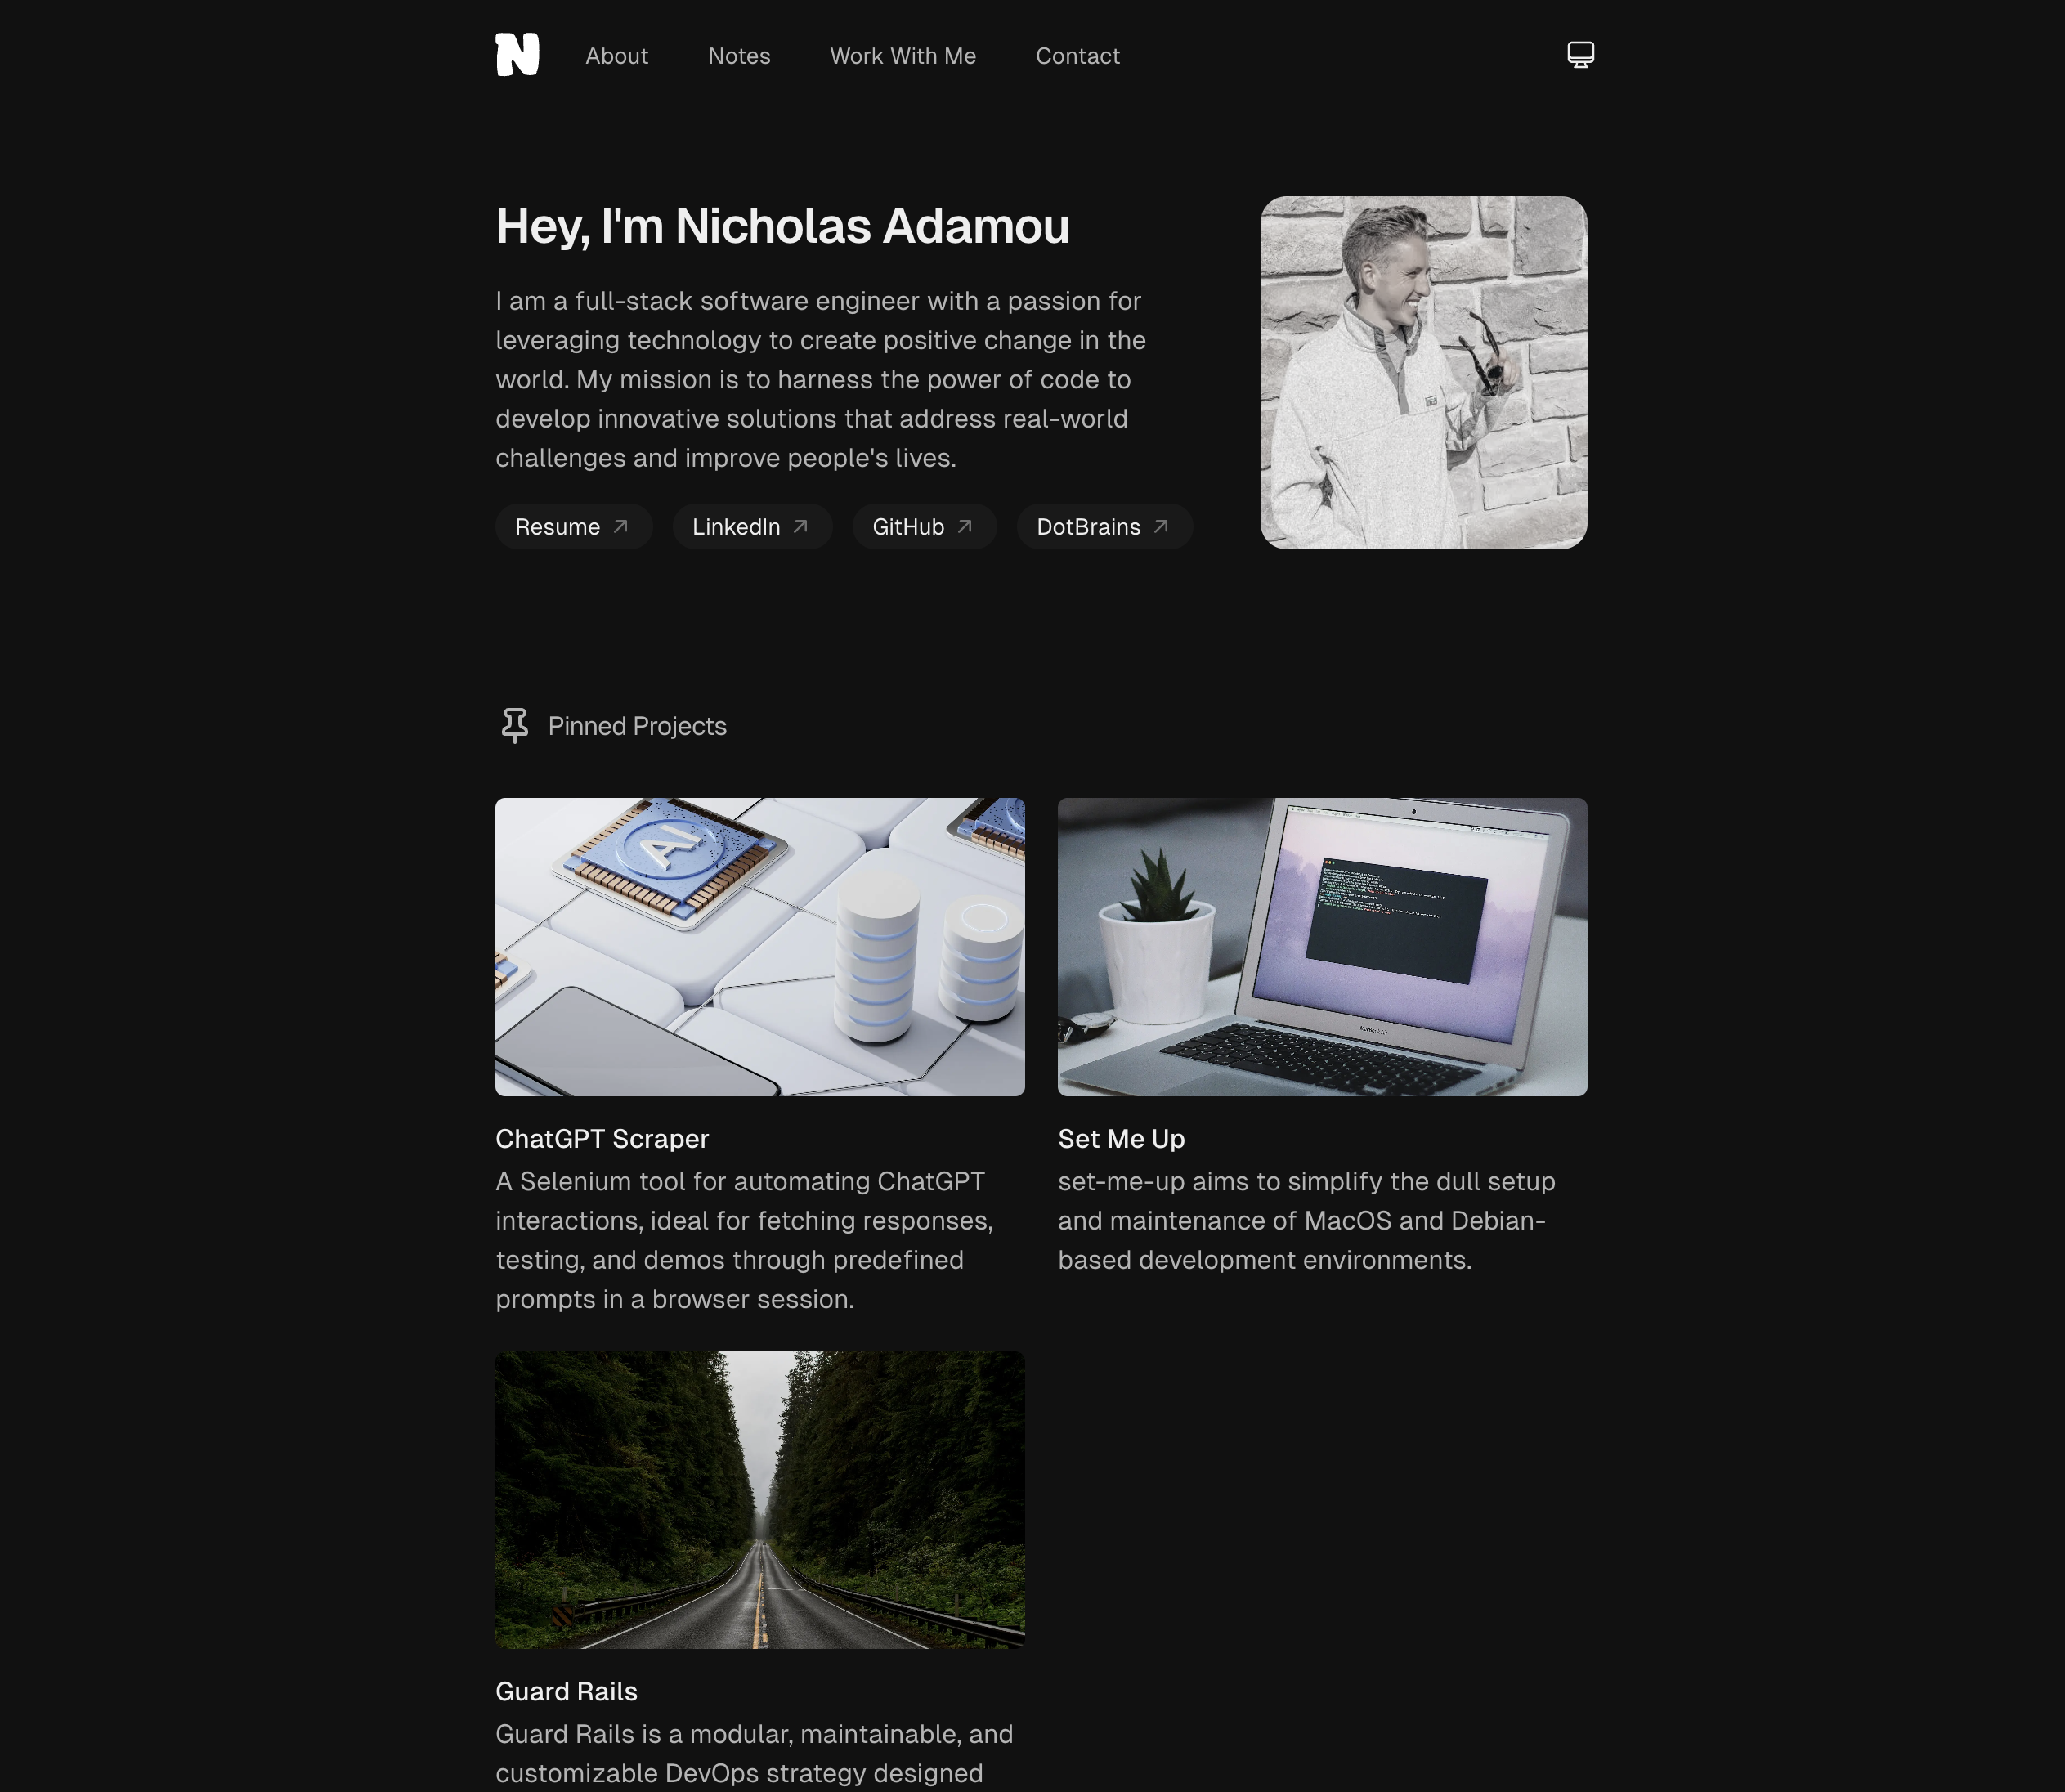 N
About
Notes
Work With Me
Contact
Hey, I'm Nicholas Adamou
I am a full-stack software engineer with a passion for
leveraging technology to create positive change in the
world. My mission is to harness the power of code to
develop innovative solutions that address real-world
challenges and improve people's lives.
Resume
LinkedIn
GitHub
DotBrains
Pinned Projects
AI
MacBook Air
ChatGPT Scraper
A Selenium tool for automating ChatGPT
interactions, ideal for fetching responses,
testing, and demos through predefined
prompts in a browser session.
Set Me Up
set-me-up aims to simplify the dull setup
and maintenance of MacOS and Debian-
based development environments.
Guard Rails
Guard Rails is a modular, maintainable, and
customizable DevOps strategy designed